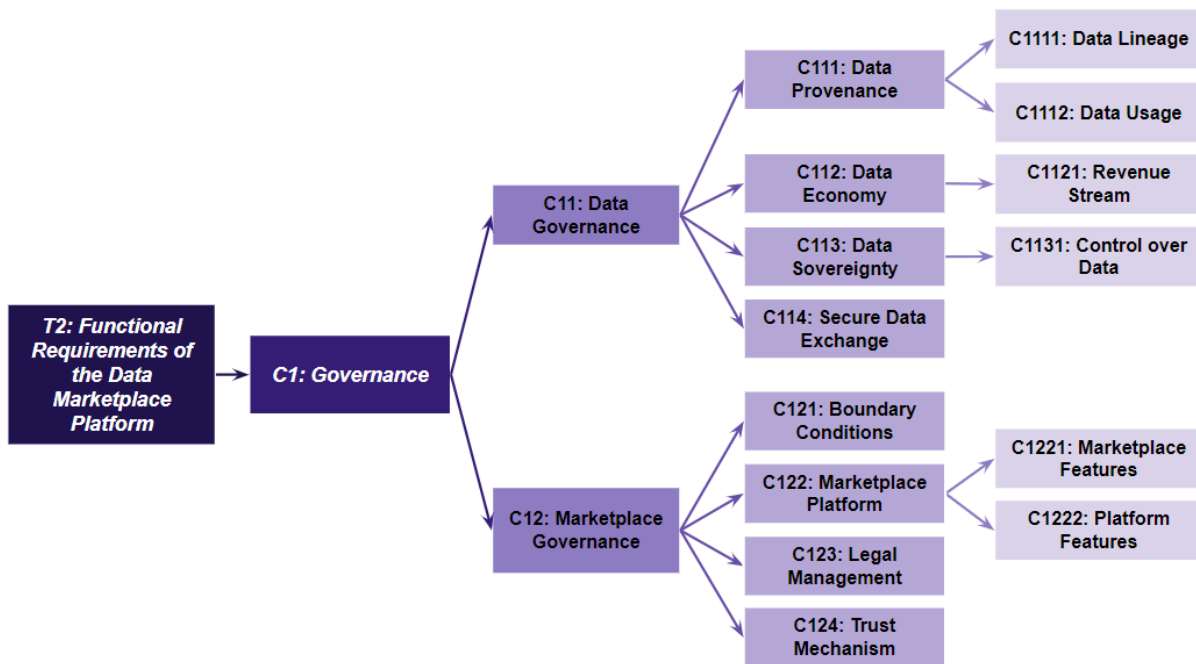 T2: Functional
Requirements of
the Data
Marketplace
Platform
C1: Governance
C11: Data
Governance
C12: Marketplace
Governance
C111: Data
Provenance
C112: Data
Economy
C113: Data
Sovereignty
C114: Secure Data
Exchange
C121: Boundary
Conditions
C122: Marketplace
Platform
C123: Legal
Management
C124: Trust
Mechanism
C1111: Data Lineage
C1112: Data Usage
C1121: Revenue
Stream
C1131: Control over
Data
C1221: Marketplace
Features
C1222: Platform
Features